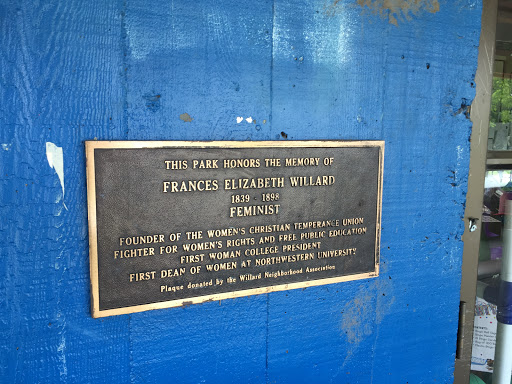 THIS PARK HONORS THE MEMORY OF
FRANCES ELIZABETH WILLARD
1839 - 1898
FEMINIST
FOUNDER OF THE WOMEN'S CHRISTIAN TEMPERANCE UNION
FIGHTER FOR WOMEN'S RIGHTS AND FREE PUBLIC EDUCATION
FIRST WOMAN COLLEGE PRESIDENT
FIRST DEAN OF WOMEN AT NORTHWESTERN UNIVERSITY
Plaque donated by the Willard Neighborhood Association